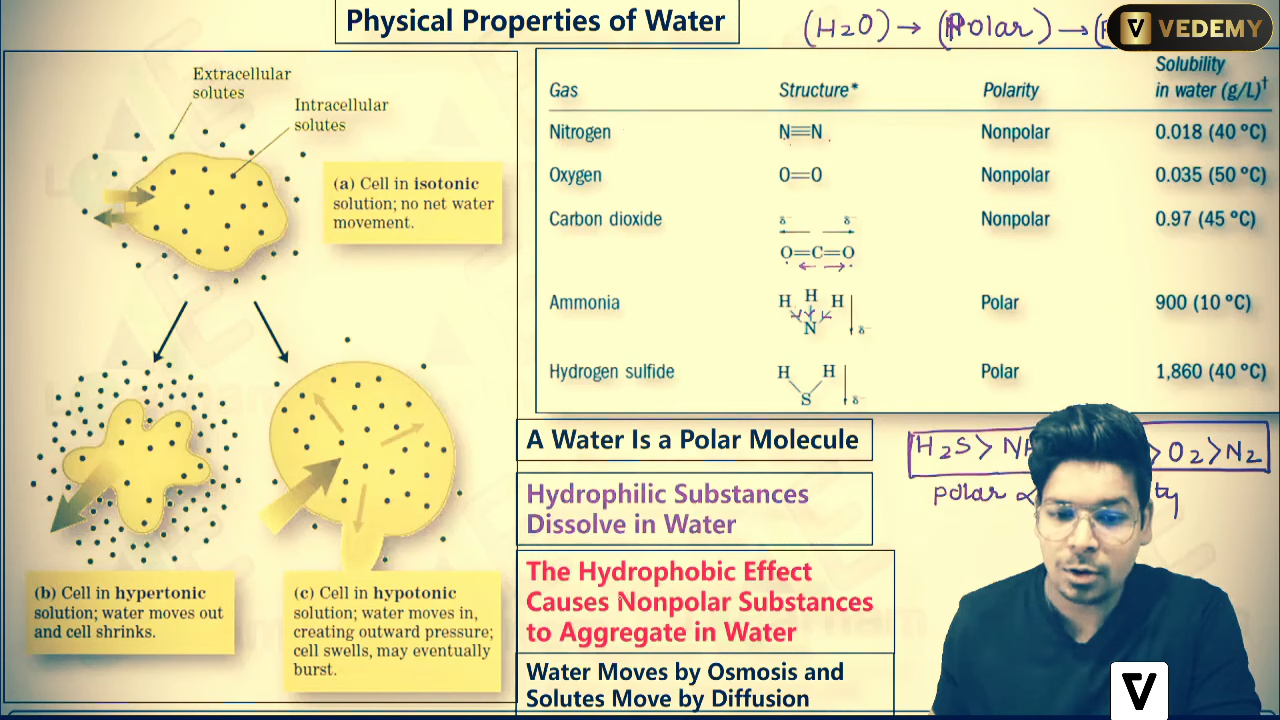 Physical Properties of Water
(H2O) → (Polar) →
VEDEMY
Extracellular
solutes
Intracellular
solutes
(a) Cell in isotonic
solution; no net water
movement.
(b) Cell in hypertonic
solution; water moves out
and cell shrinks.
(c) Cell in hypotonic
solution; water moves in,
creating outward pressure;
cell swells, may eventually
burst.
Gas Structure* Polarity Solubility
in water (g/L)†
Nitrogen N≡N Nonpolar 0.018 (40 °C)
Oxygen O=O Nonpolar 0.035 (50 °C)
Carbon dioxide δ⁻ δ⁻ Nonpolar 0.97 (45 °C)
O=C=O
Ammonia H H H Polar 900 (10 °C)
N δ⁻
Hydrogen sulfide H H Polar 1,860 (40 °C)
S δ⁻
A Water Is a Polar Molecule
Hydrophilic Substances
Dissolve in Water
The Hydrophobic Effect
Causes Nonpolar Substances
to Aggregate in Water
Water Moves by Osmosis and
Solutes Move by Diffusion
H2S > > O2 > N2
polar ∝